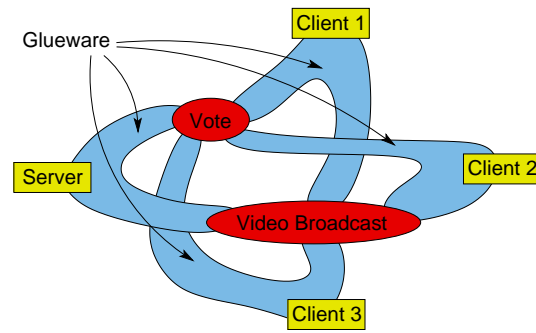 Client 1
Glueware
Vote
Client 2
Server
Video Broadcast
Client 3